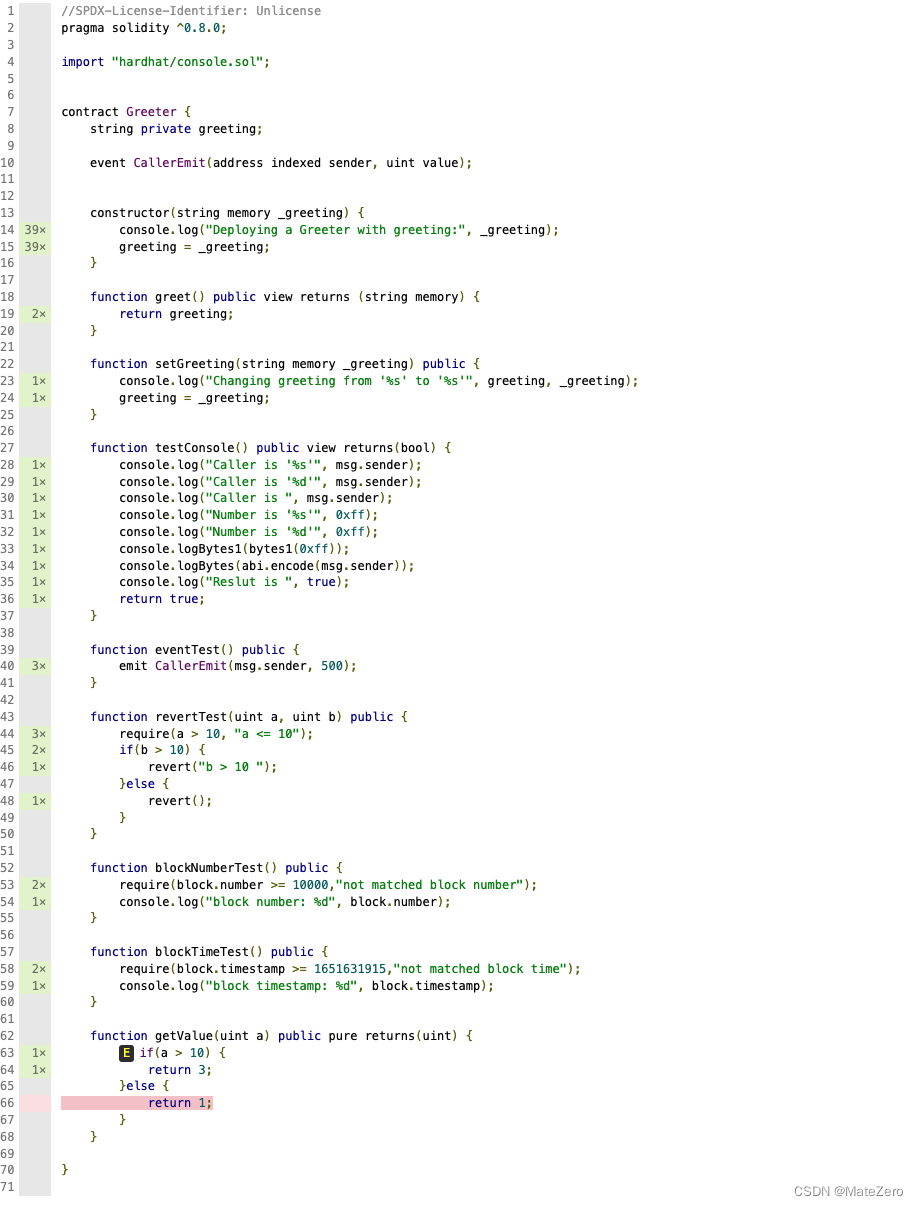 1 //SPDX-License-Identifier: Unlicense
2 pragma solidity ^0.8.0;
3
4 import "hardhat/console.sol";
5
6
7 contract Greeter {
8 string private greeting;
9
10 event CallerEmit(address indexed sender, uint value);
11
12
13 constructor(string memory _greeting) {
14 39× console.log("Deploying a Greeter with greeting:", _greeting);
15 39× greeting = _greeting;
16 }
17
18 function greet() public view returns (string memory) {
19 2× return greeting;
20 }
21
22 function setGreeting(string memory _greeting) public {
23 1× console.log("Changing greeting from '%s' to '%s'", greeting, _greeting);
24 1× greeting = _greeting;
25 }
26
27 function testConsole() public view returns(bool) {
28 1× console.log("Caller is '%s'", msg.sender);
29 1× console.log("Caller is '%d'", msg.sender);
30 1× console.log("Caller is ", msg.sender);
31 1× console.log("Number is '%s'", 0xff);
32 1× console.log("Number is '%d'", 0xff);
33 1× console.logBytes1(bytes1(0xff));
34 1× console.logBytes(abi.encode(msg.sender));
35 1× console.log("Reslut is ", true);
36 1× return true;
37 }
38
39 function eventTest() public {
40 3× emit CallerEmit(msg.sender, 500);
41 }
42
43 function revertTest(uint a, uint b) public {
44 3× require(a > 10, "a <= 10");
45 2× if(b > 10) {
46 1× revert("b > 10 ");
47 }else {
48 1× revert();
49 }
50 }
51
52 function blockNumberTest() public {
53 2× require(block.number >= 10000,"not matched block number");
54 1× console.log("block number: %d", block.number);
55 }
56
57 function blockTimeTest() public {
58 2× require(block.timestamp >= 1651631915,"not matched block time");
59 1× console.log("block timestamp: %d", block.timestamp);
60 }
61
62 function getValue(uint a) public pure returns(uint) {
63 1× E if(a > 10) {
64 1× return 3;
65 }else {
66 return 1;
67 }
68 }
69
70 }
71
CSDN @MateZero